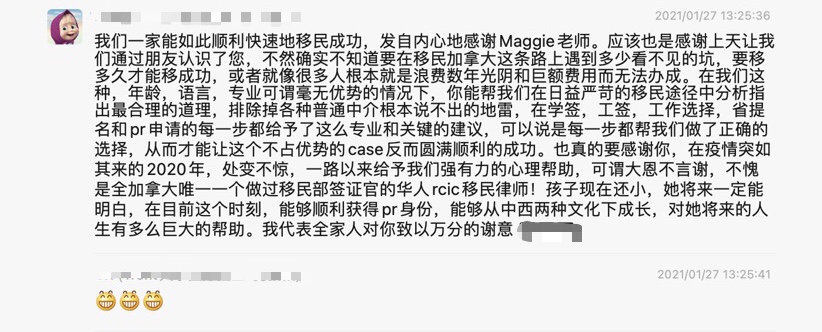 2021/01/27 13:25:36
我们一家能如此顺利快速地移民成功，发自内心地感谢Maggie老师。应该也是感谢上天让我
们通过朋友认识了您，不然确实不知道要在移民加拿大这条路上遇到多少看不见的坑，要移
多久才能移成功，或者就像很多人根本就是浪费数年光阴和巨额费用而无法办成。在我们这
种，年龄，语言，专业可谓毫无优势的情况下，你能帮我们在日益严苛的移民途径中分析指
出最合理的道理，排除掉各种普通中介根本说不出的地雷，在学签，工签，工作选择，省提
名和pr申请的每一步都给予了这么专业和关键的建议，可以说是每一步都帮我们做了正确的
选择，从而才能让这个不占优势的case反而圆满顺利的成功。也真的要感谢你，在疫情突如
其来的2020年，处变不惊，一路以来给予我们强有力的心理帮助，可谓大恩不言谢，不愧
是全加拿大唯一一个做过移民部签证官的华人rcic移民律师！孩子现在还小，她将来一定能
明白，在目前这个时刻，能够顺利获得pr身份，能够从中西两种文化下成长，对她将来的人
生有多么巨大的帮助。我代表全家人对你致以万分的谢意
2021/01/27 13:25:41